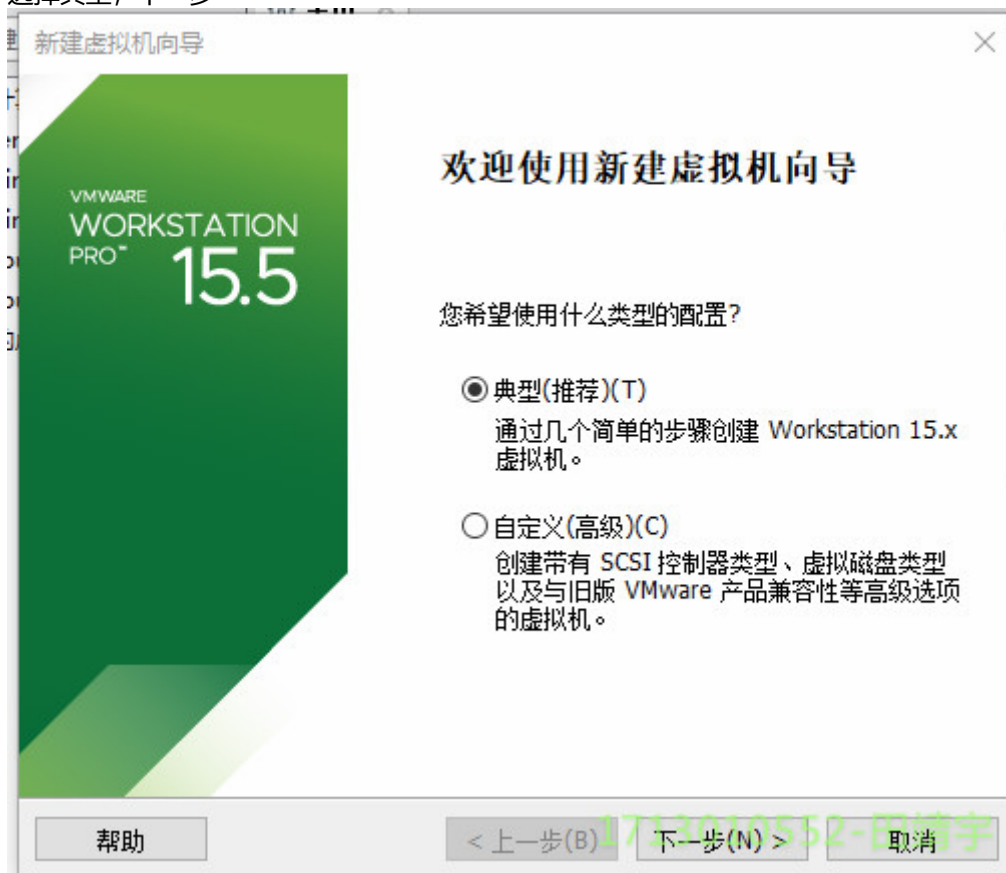 新建虚拟机向导
VMWARE
WORKSTATION
PRO™
15.5
欢迎使用新建虚拟机向导
您希望使用什么类型的配置?
典型(推荐)(T)
通过几个简单的步骤创建 Workstation 15.x
虚拟机。
自定义(高级)(C)
创建带有 SCSI 控制器类型、虚拟磁盘类型
以及与旧版 VMware 产品兼容性等高级选项
的虚拟机。
帮助
< 上一步(B)
下一步(N) >
取消
1713010552-田靖宇